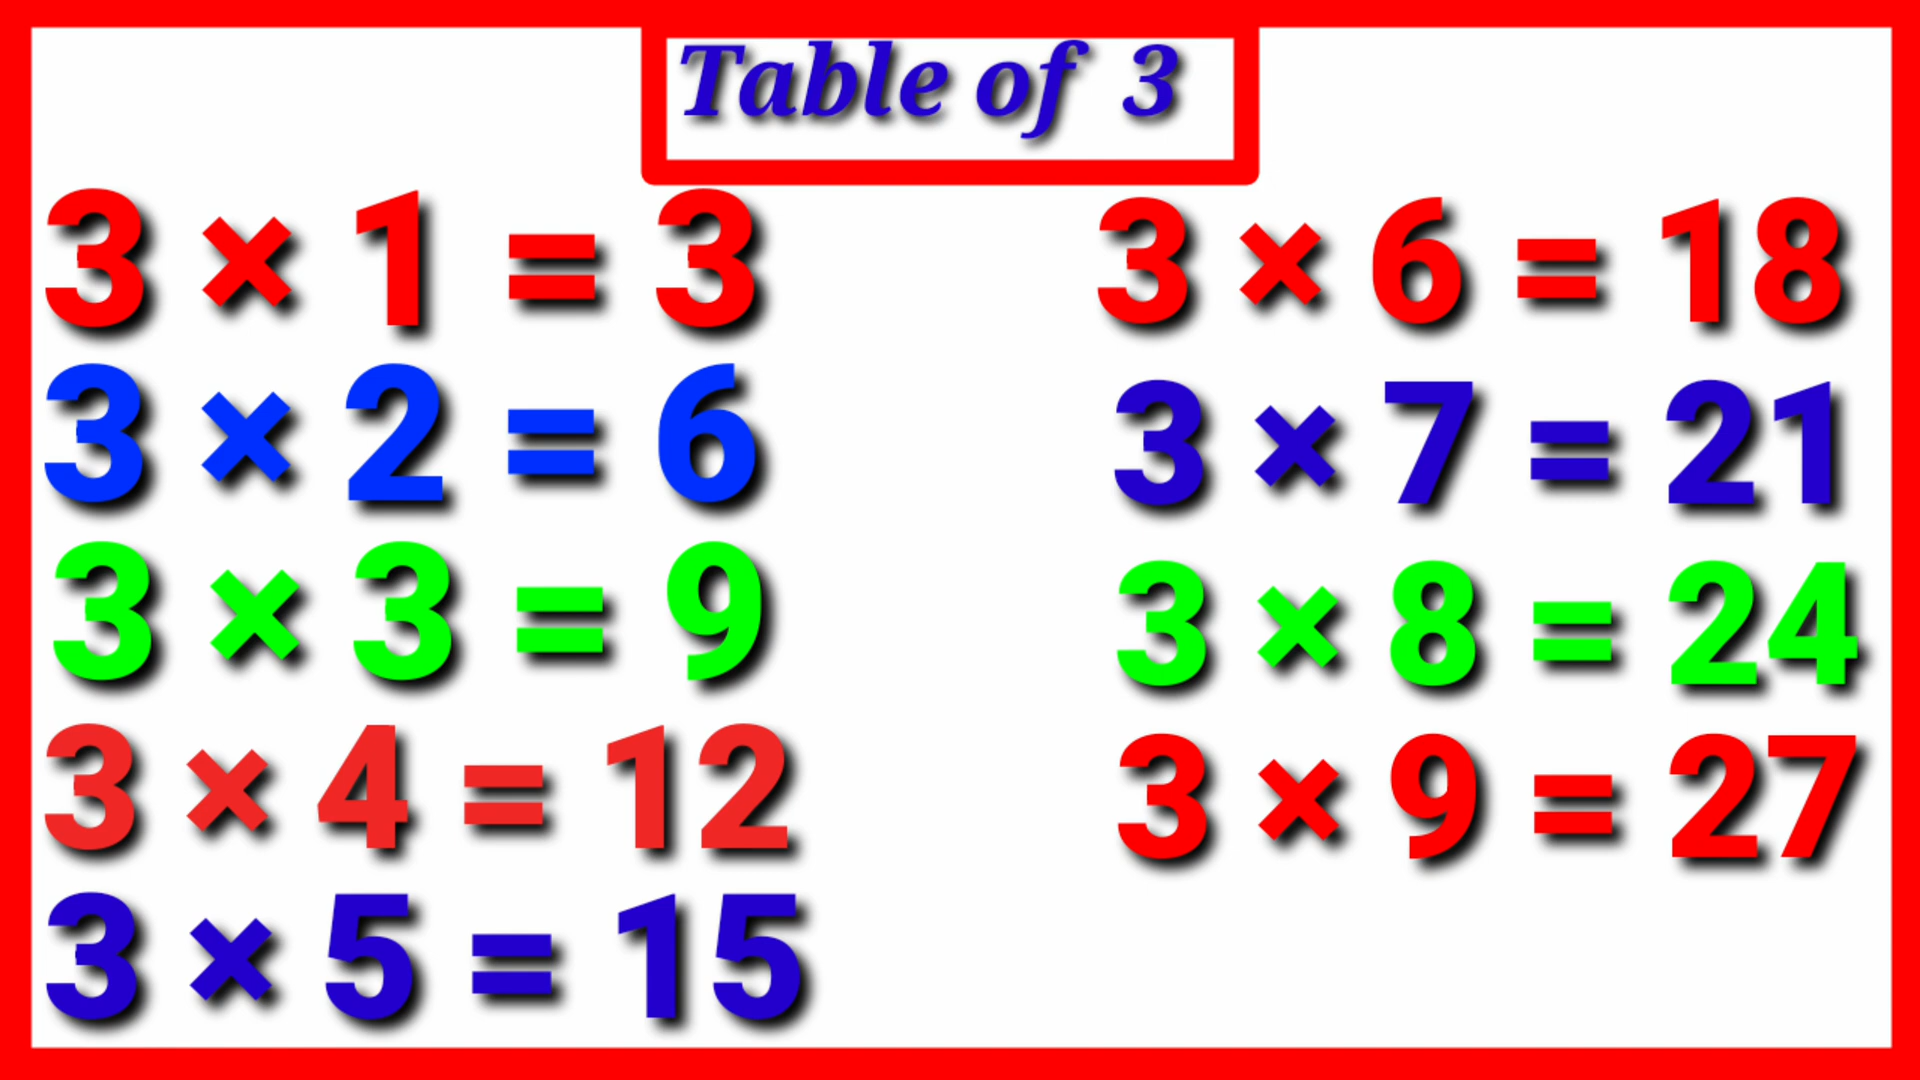 Table of 3
3 × 1 = 3
3 × 2 = 6
3 × 3 = 9
3 × 4 = 12
3 × 5 = 15
3 × 6 = 18
3 × 7 = 21
3 × 8 = 24
3 × 9 = 27